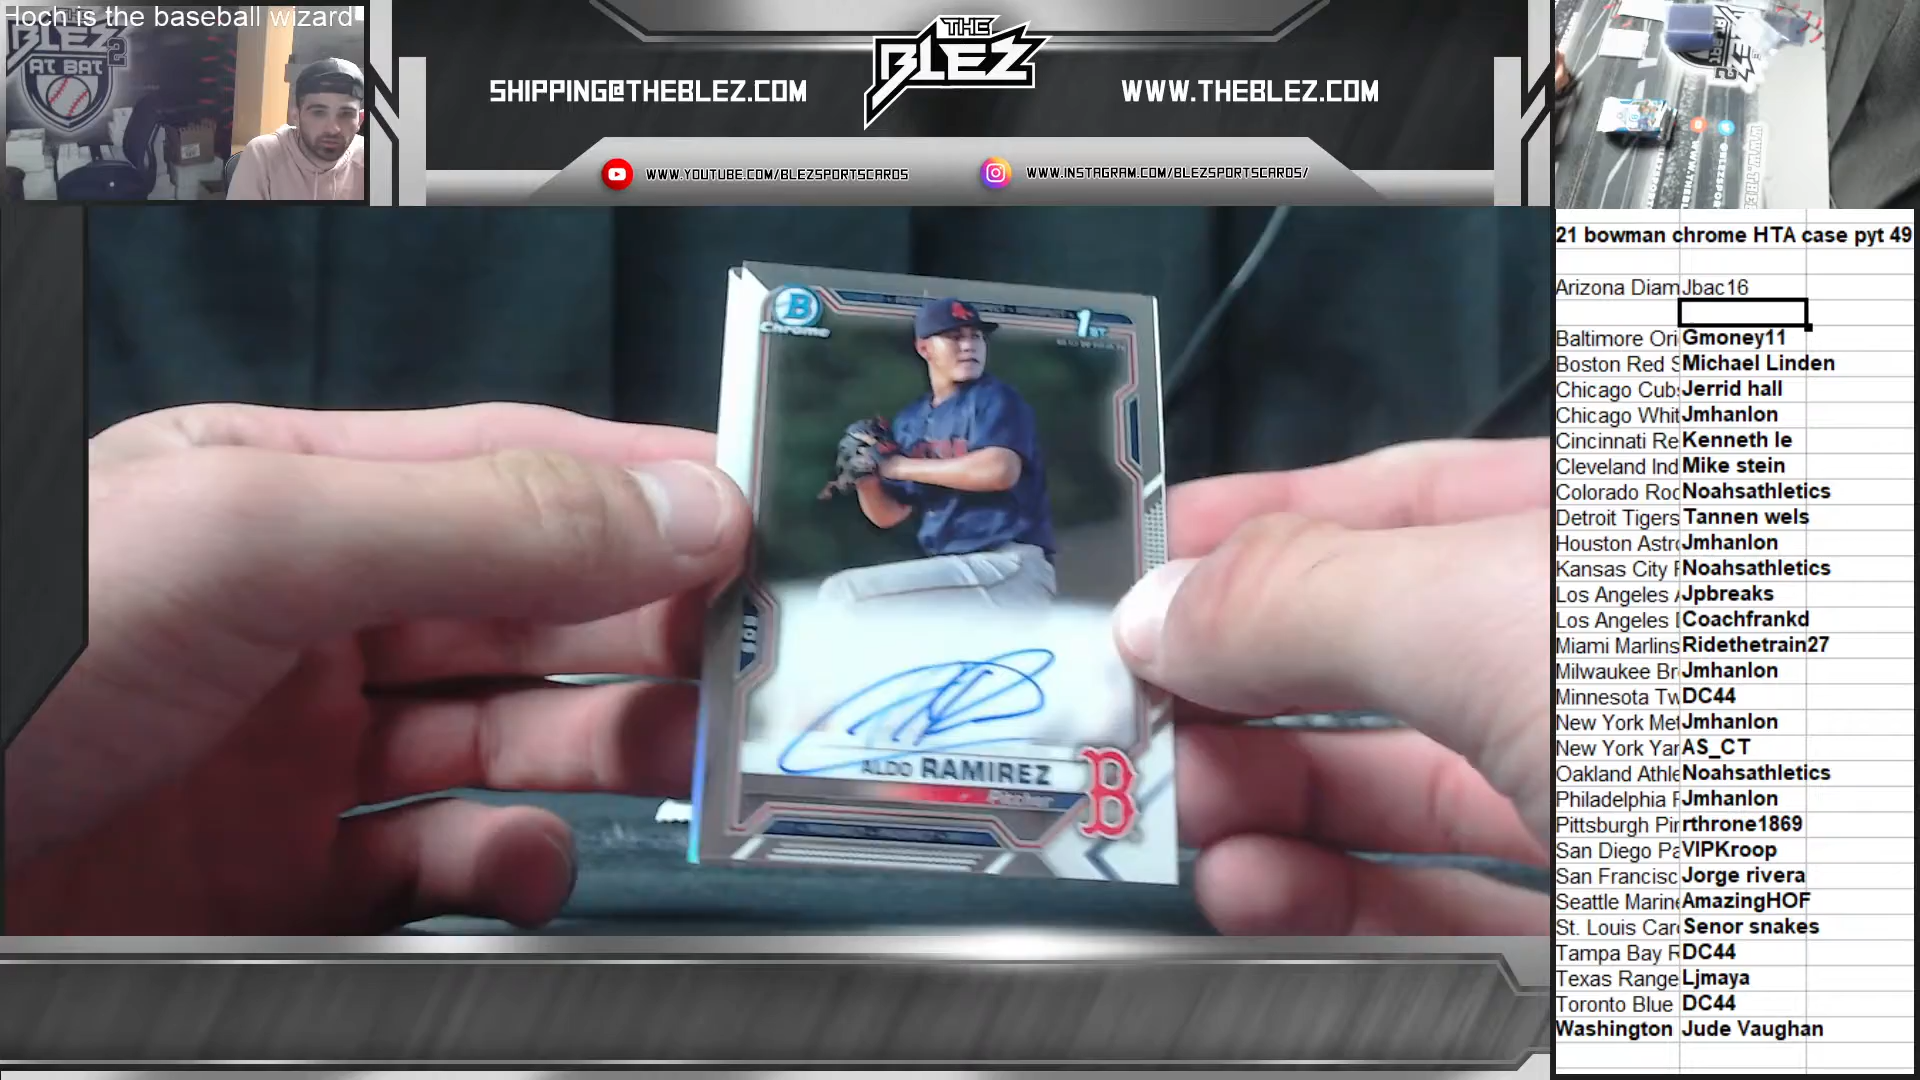 Hoch is the baseball wizard
BLEZ
AT BAT 2
SHIPPING@THEBLEZ.COM
THE
BLEZ
WWW.THEBLEZ.COM
WWW.YOUTUBE.COM/BLEZSPORTSCARDS
WWW.INSTAGRAM.COM/BLEZSPORTSCARDS/
B
Chrome
1ST
BOWMAN
BOS
ALDO RAMIREZ
Pitcher
B
21 bowman chrome HTA case pyt 49
Arizona Diam Jbac16
Baltimore Ori Gmoney11
Boston Red S Michael Linden
Chicago Cub Jerrid hall
Chicago Whit Jmhanlon
Cincinnati Re Kenneth le
Cleveland Ind Mike stein
Colorado Roc Noahsathletics
Detroit Tigers Tannen wels
Houston Astr Jmhanlon
Kansas City Noahsathletics
Los Angeles Jpbreaks
Los Angeles Coachfrankd
Miami Marlins Ridethetrain27
Milwaukee Br Jmhanlon
Minnesota Tw DC44
New York Met Jmhanlon
New York Yan AS_CT
Oakland Athle Noahsathletics
Philadelphia Jmhanlon
Pittsburgh Pir rthrone1869
San Diego Pa VIPKroop
San Francisc Jorge rivera
Seattle Marine AmazingHOF
St. Louis Card Senor snakes
Tampa Bay R DC44
Texas Range Ljmaya
Toronto Blue DC44
Washington Jude Vaughan